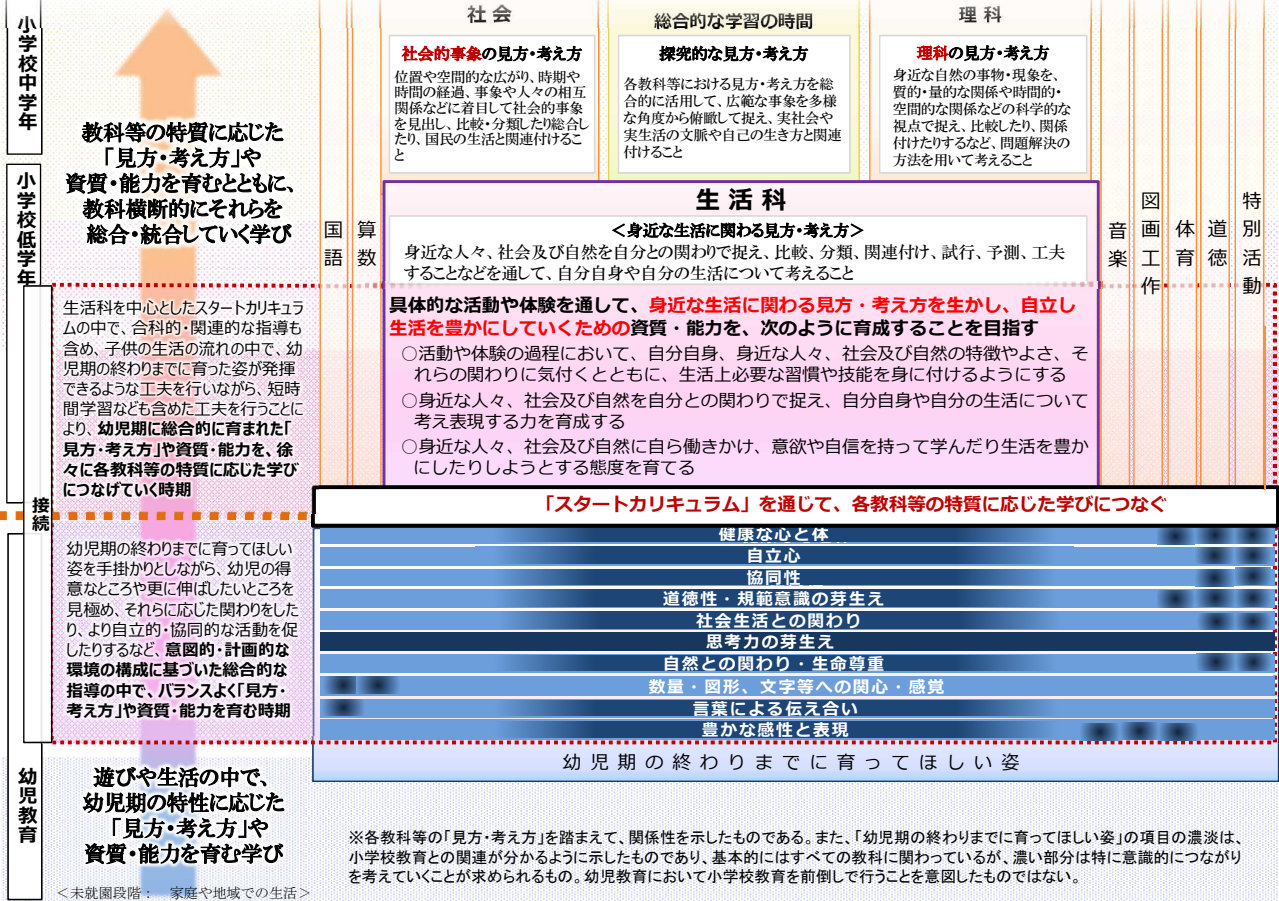 小学校中学年
教科等の特質に応じた
「見方・考え方」や
資質・能力を育むとともに、
教科横断的にそれらを
総合・統合していく学び
社会
社会的事象の見方・考え方
位置や空間的な広がり、時期や
時間の経過、事象や人々の相互
関係などに着目して社会的事象
を見出し、比較・分類したり総合し
たり、国民の生活と関連付けるこ
と
総合的な学習の時間
探究的な見方・考え方
各教科等における見方・考え方を総
合的に活用して、広範な事象を多様
な角度から俯瞰して捉え、実社会や
実生活の文脈や自己の生き方と関連
付けること
理科
理科の見方・考え方
身近な自然の事物・現象を、
質的・量的な関係や時間的・
空間的な関係などの科学的な
視点で捉え、比較したり、関係
付けたりするなど、問題解決の
方法を用いて考えること
小学校低学年
国語
算数
生活科
＜身近な生活に関わる見方・考え方＞
身近な人々、社会及び自然を自分との関わりで捉え、比較、分類、関連付け、試行、予測、工夫
することなどを通して、自分自身や自分の生活について考えること
音楽
図画工作
体育
道徳
特別活動
具体的な活動や体験を通して、身近な生活に関わる見方・考え方を生かし、自立し
生活を豊かにしていくための資質・能力を、次のように育成することを目指す
○活動や体験の過程において、自分自身、身近な人々、社会及び自然の特徴やよさ、そ
れらの関わりに気付くとともに、生活上必要な習慣や技能を身に付けるようにする
○身近な人々、社会及び自然を自分との関わりで捉え、自分自身や自分の生活について
考え表現する力を育成する
○身近な人々、社会及び自然に自ら働きかけ、意欲や自信を持って学んだり生活を豊か
にしたりしようとする態度を育てる
生活科を中心としたスタートカリキュラ
ムの中で、合科的・関連的な指導も
含め、子供の生活の流れの中で、幼
児期の終わりまでに育った姿が発揮
できるような工夫を行いながら、短時
間学習なども含めた工夫を行うことに
より、幼児期に総合的に育まれた「
見方・考え方」や資質・能力を、徐
々に各教科等の特質に応じた学び
につなげていく時期
接続
「スタートカリキュラム」を通じて、各教科等の特質に応じた学びにつなぐ
幼児期の終わりまでに育ってほしい
姿を手掛かりとしながら、幼児の得
意なところや更に伸ばしたいところを
見極め、それらに応じた関わりをした
り、より自立的・協同的な活動を促
したりするなど、意図的・計画的な
環境の構成に基づいた総合的な
指導の中で、バランスよく「見方・
考え方」や資質・能力を育む時期
健康な心と体
自立心
協同性
道徳性・規範意識の芽生え
社会生活との関わり
思考力の芽生え
自然との関わり・生命尊重
数量・図形、文字等への関心・感覚
言葉による伝え合い
豊かな感性と表現
幼児期の終わりまでに育ってほしい姿
幼児教育
遊びや生活の中で、
幼児期の特性に応じた
「見方・考え方」や
資質・能力を育む学び
＜未就園段階： 家庭や地域での生活＞
※各教科等の「見方・考え方」を踏まえて、関係性を示したものである。また、「幼児期の終わりまでに育ってほしい姿」の項目の濃淡は、
小学校教育との関連が分かるように示したものであり、基本的にはすべての教科に関わっているが、濃い部分は特に意識的につながり
を考えていくことが求められるもの。幼児教育において小学校教育を前倒しで行うことを意図したものではない。